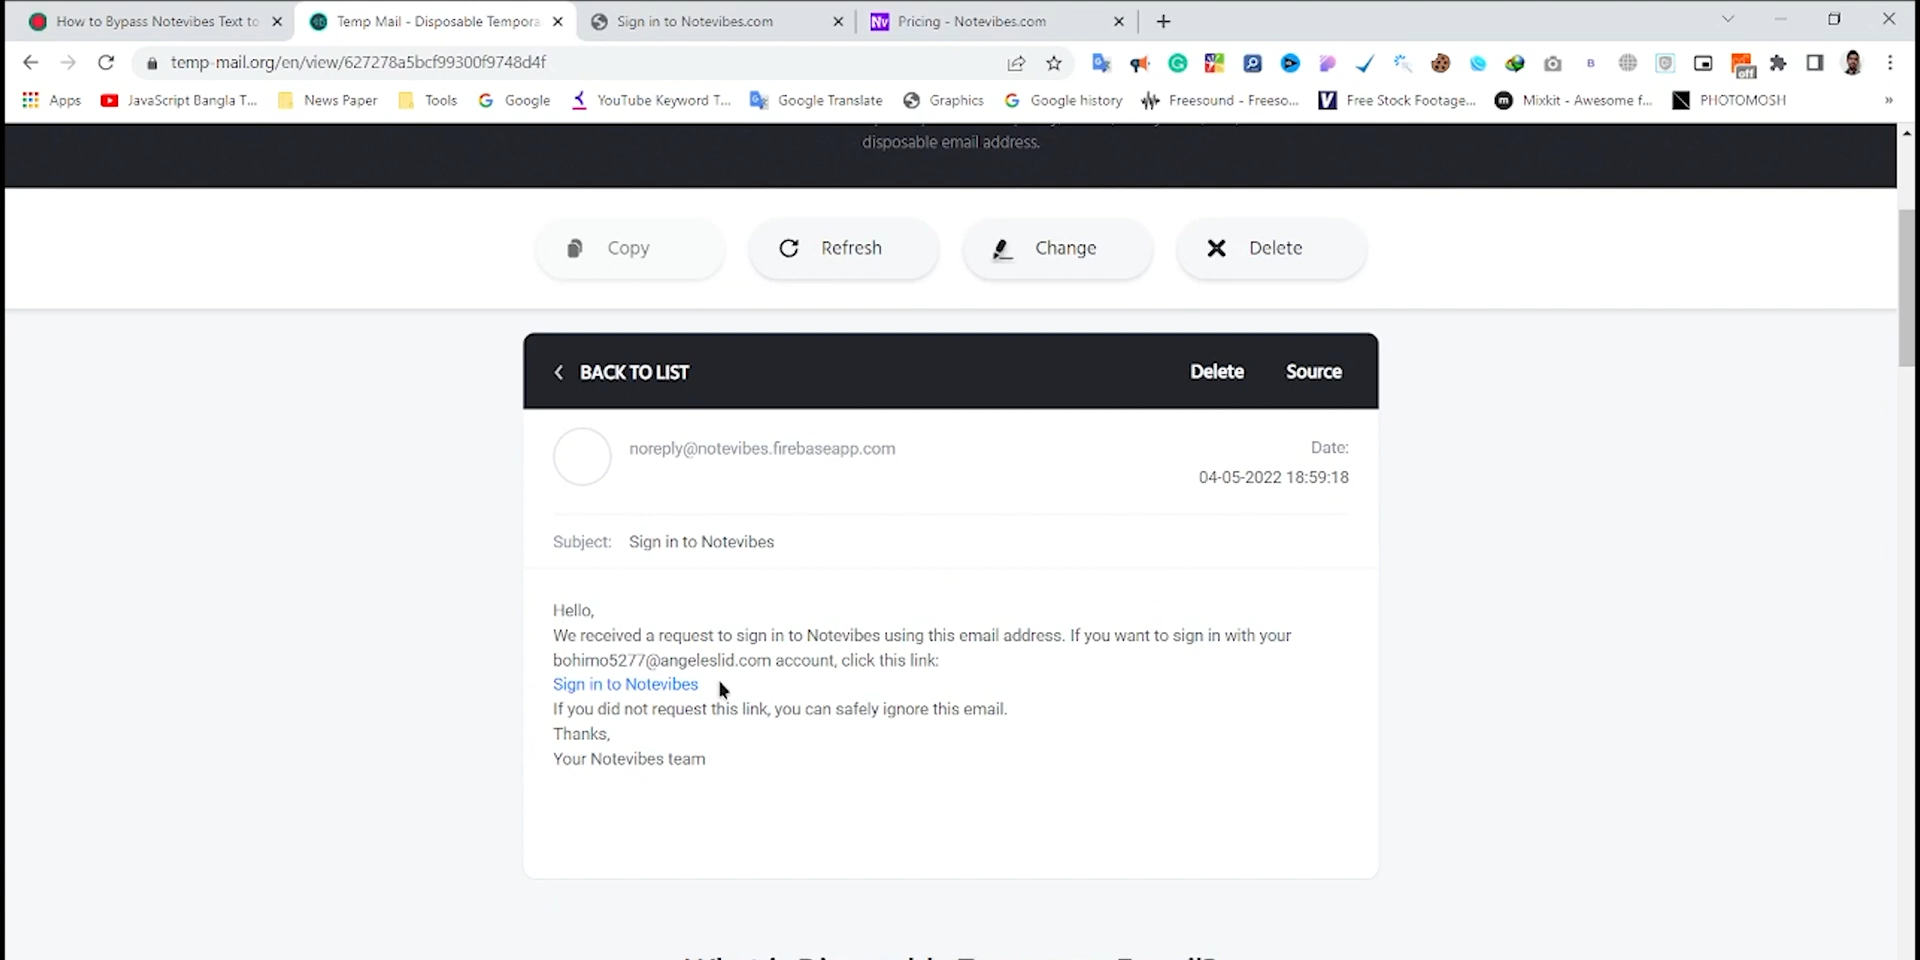 How to Bypass Notevibes Text to
Temp Mail - Disposable Tempora
Sign in to Notevibes.com
Nv Pricing - Notevibes.com
temp-mail.org/en/view/627278a5bcf99300f9748d4f
off
Apps
JavaScript Bangla T...
News Paper
Tools
Google
YouTube Keyword T...
Google Translate
Graphics
Google history
Freesound - Freeso...
Free Stock Footage...
Mixkit - Awesome f...
PHOTOMOSH
disposable email address.
Copy
Refresh
Change
Delete
BACK TO LIST
Delete
Source
noreply@notevibes.firebaseapp.com
Date:
04-05-2022 18:59:18
Subject: Sign in to Notevibes
Hello,
We received a request to sign in to Notevibes using this email address. If you want to sign in with your
bohimo5277@angeleslid.com account, click this link:
Sign in to Notevibes
If you did not request this link, you can safely ignore this email.
Thanks,
Your Notevibes team